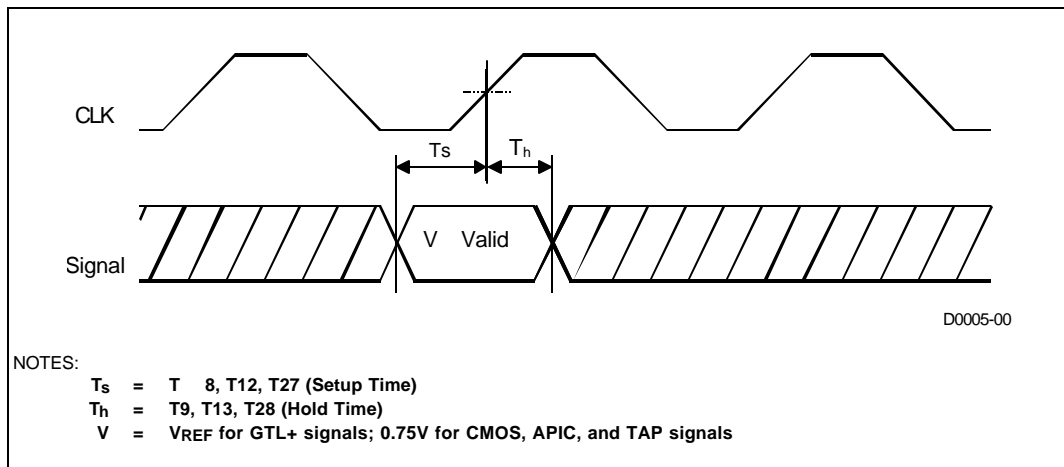 CLK
Ts Th
V Valid
Signal
D0005-00
NOTES:
Ts = T 8, T12, T27 (Setup Time)
Th = T9, T13, T28 (Hold Time)
V = VREF for GTL+ signals; 0.75V for CMOS, APIC, and TAP signals